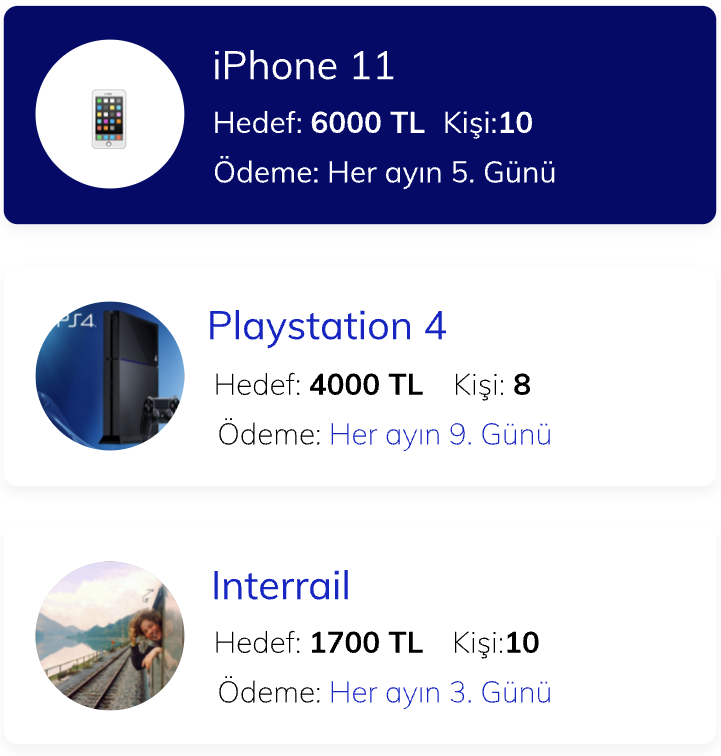 iPhone 11
Hedef: 6000 TL Kişi:10
Ödeme: Her ayın 5. Günü
PS4
Playstation 4
Hedef: 4000 TL Kişi: 8
Ödeme: Her ayın 9. Günü
Interrail
Hedef: 1700 TL Kişi:10
Ödeme: Her ayın 3. Günü